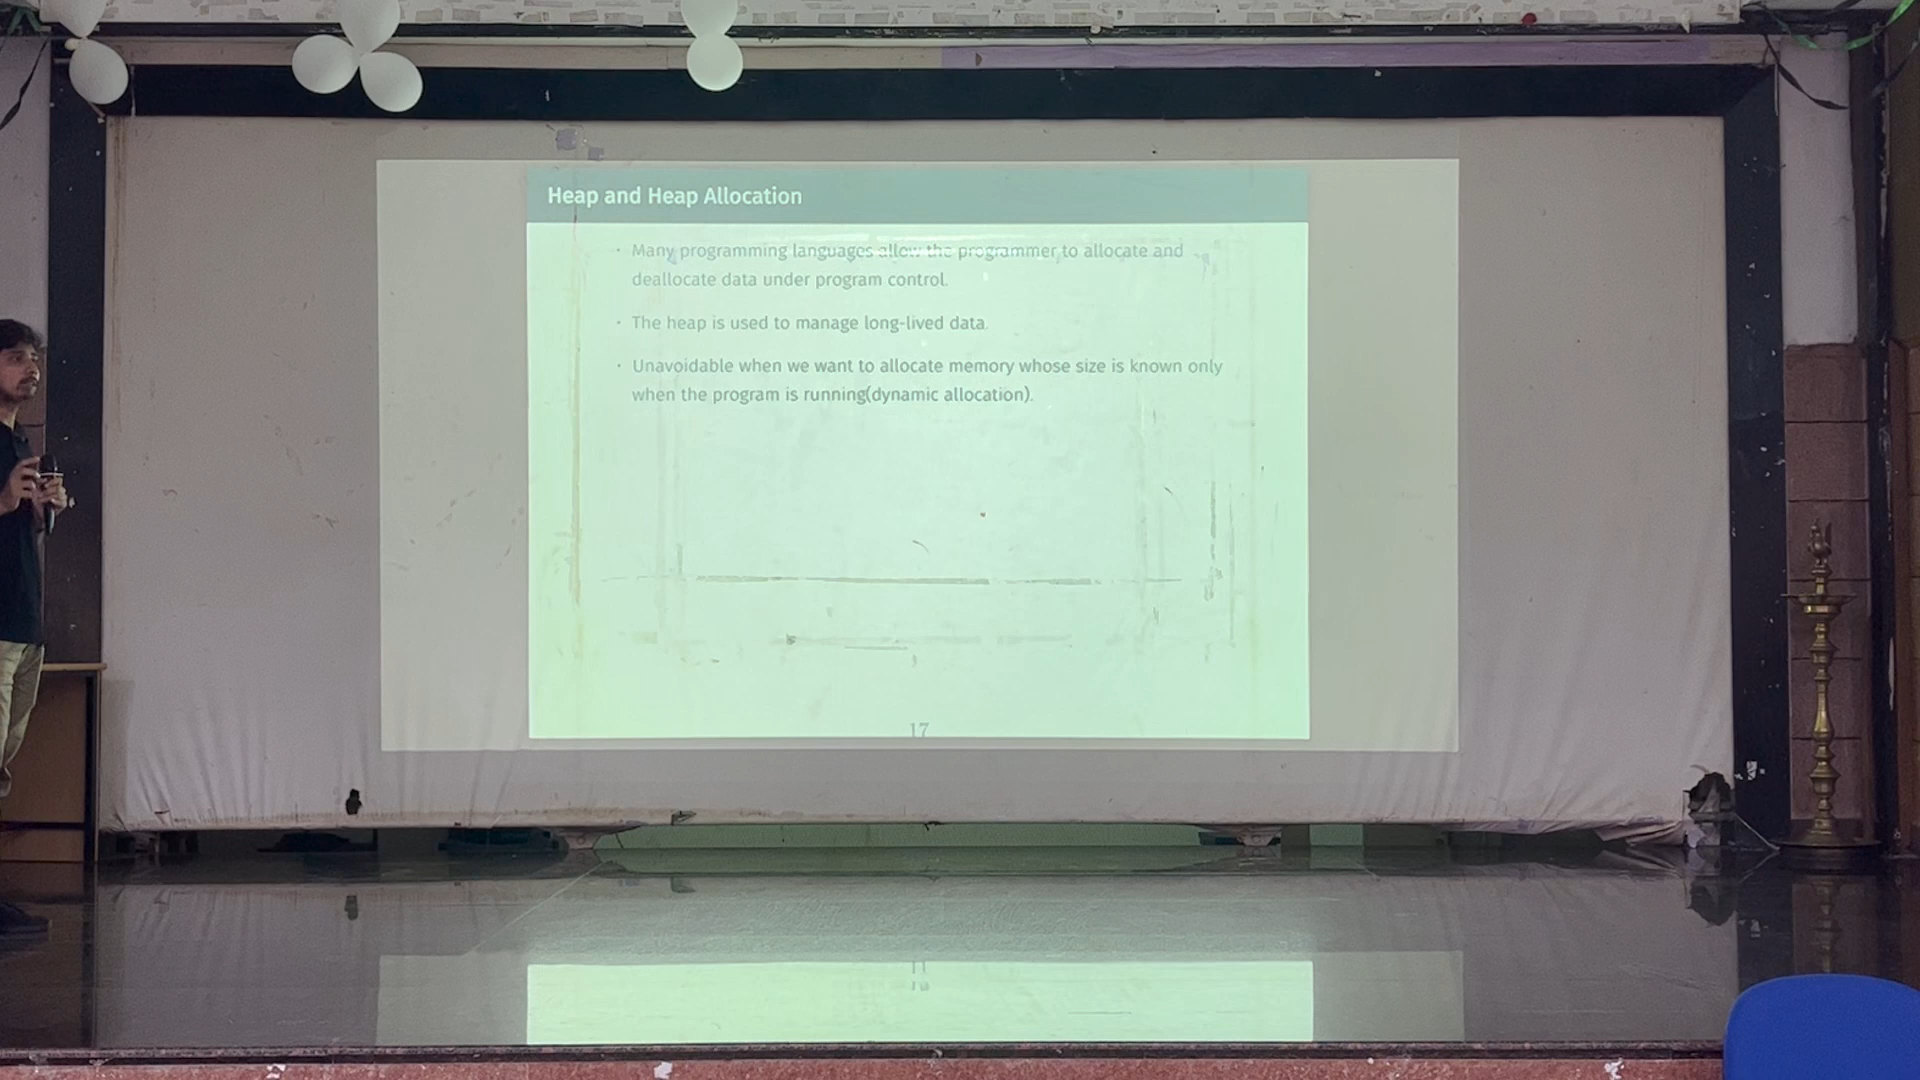 Heap and Heap Allocation
· Many programming languages allow the programmer to allocate and
deallocate data under program control.
· The heap is used to manage long-lived data.
· Unavoidable when we want to allocate memory whose size is known only
when the program is running(dynamic allocation).
17